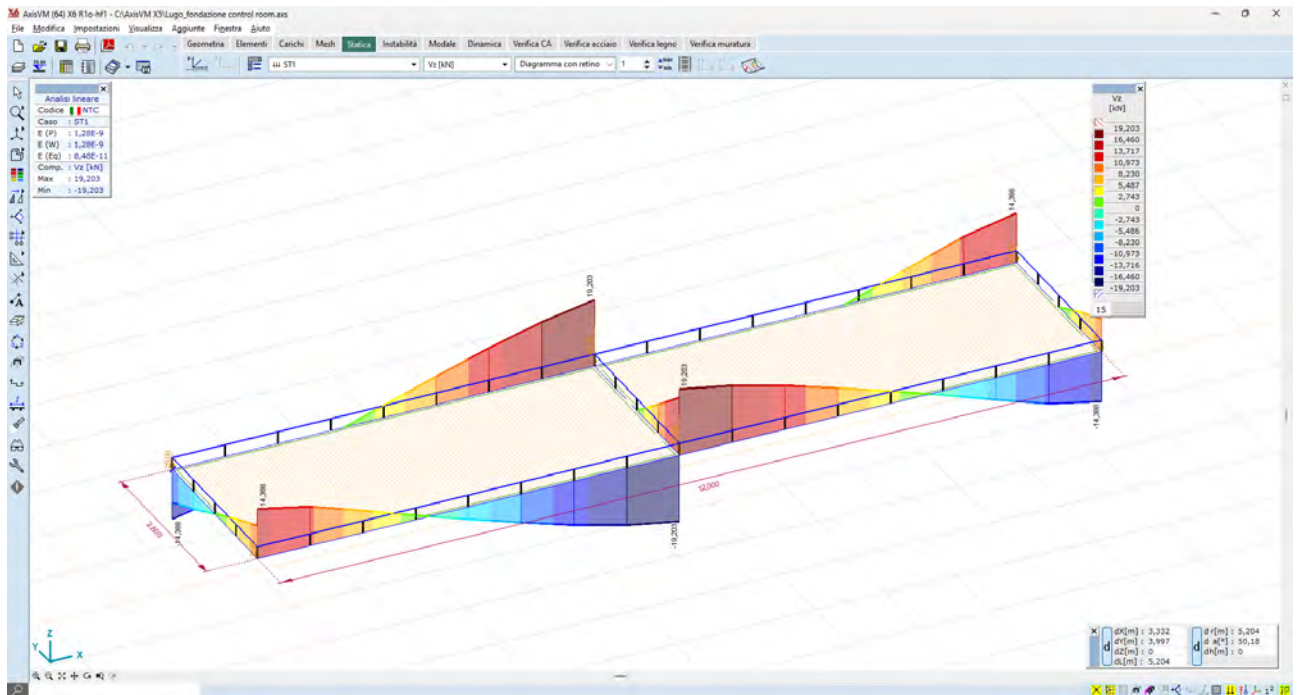 AxisVM (64) X6 R1o-hf1 - C:\AxisVM X5\Lugo_fondazione control room.axs
File Modifica Impostazioni Visualizza Aggiunte Finestra Aiuto
Geometria Elementi Carichi Mesh Statica Instabilità Modale Dinamica Verifica CA Verifica acciaio Verifica legno Verifica muratura
ST1 Vz [kN] Diagramma con retino 1
Analisi lineare
Codice NTC
Caso : ST1
E (P) : 1,28E-9
E (W) : 1,28E-9
E (Eq) : 8,48E-11
Comp. : Vz [kN]
Max : 19,203
Min : -19,203
Vz
[kN]
19,203
16,460
13,717
10,973
8,230
5,487
2,743
0
-2,743
-5,486
-8,230
-10,973
-13,716
-16,460
-19,203
15
14,398
19,203
19,203
-14,398
12,000
14,398
-14,398
2,800
-19,203
Z
Y
X
dX[m] : 3,332
dY[m] : 3,997
dZ[m] : 0
dL[m] : 5,204
d
d r[m] : 5,204
d a[°] : 50,18
dh[m] : 0
d